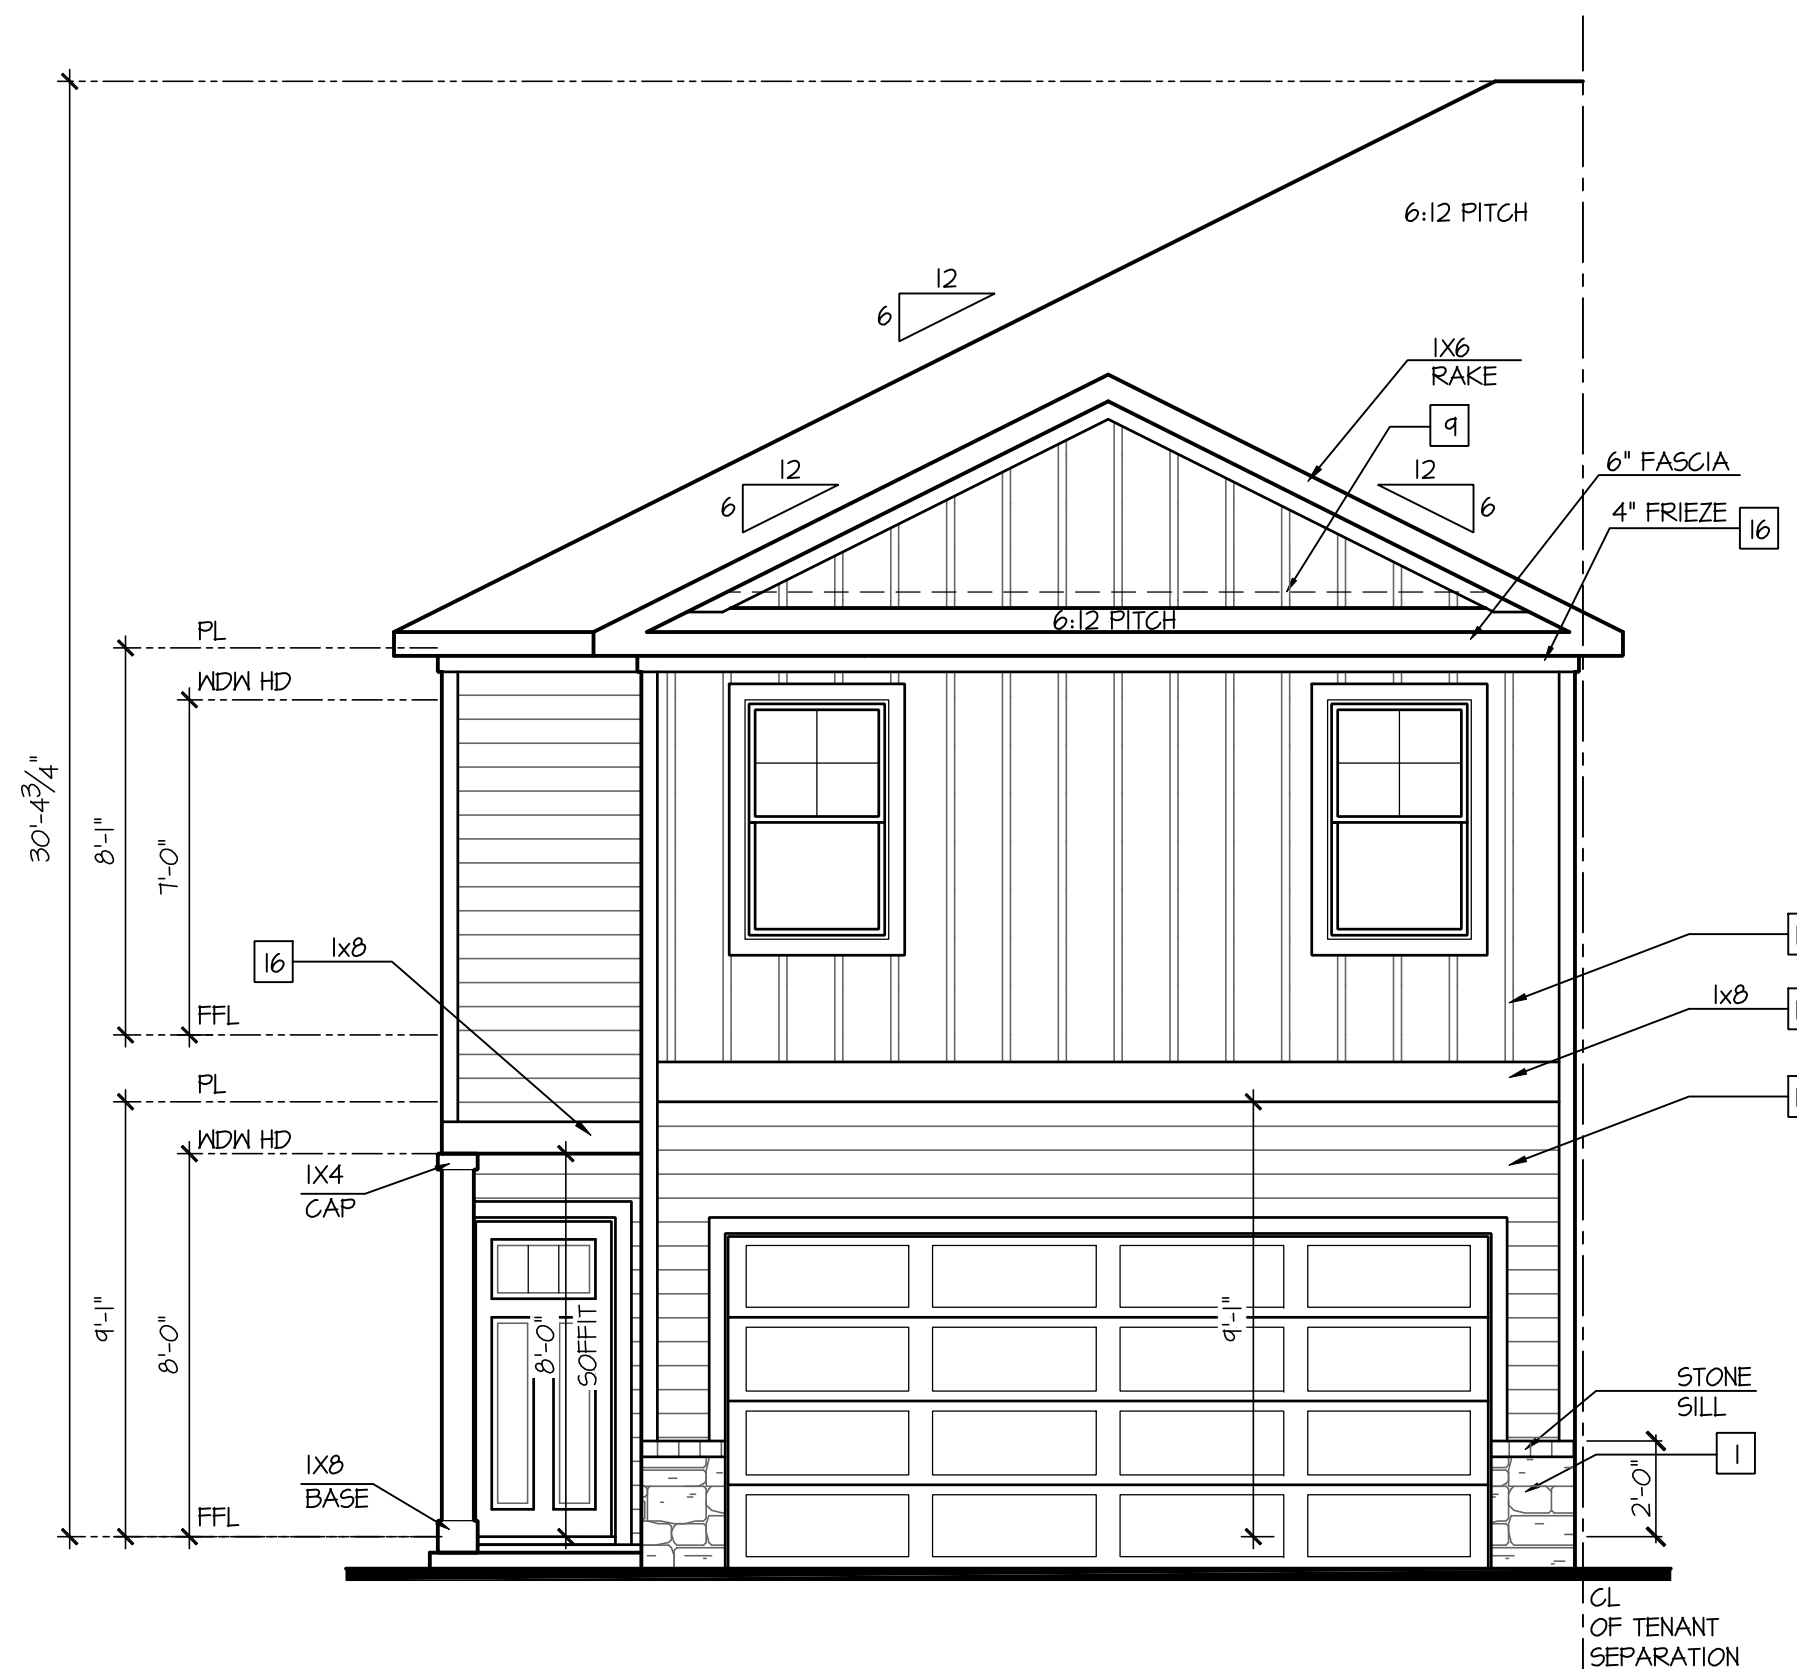 6:12 PITCH
12
6
1X6
RAKE
9
12
6
12
6
6" FASCIA
4" FRIEZE
16
6:12 PITCH
PL
WDW HD
30'-4 3/4"
8'-1"
7'-0"
16
1x8
1x8
FFL
PL
WDW HD
1X4
CAP
9'-1"
8'-0"
8'-0"
SOFFIT
9'-1"
STONE
SILL
1
2'-0"
1X8
BASE
FFL
CL
OF TENANT
SEPARATION